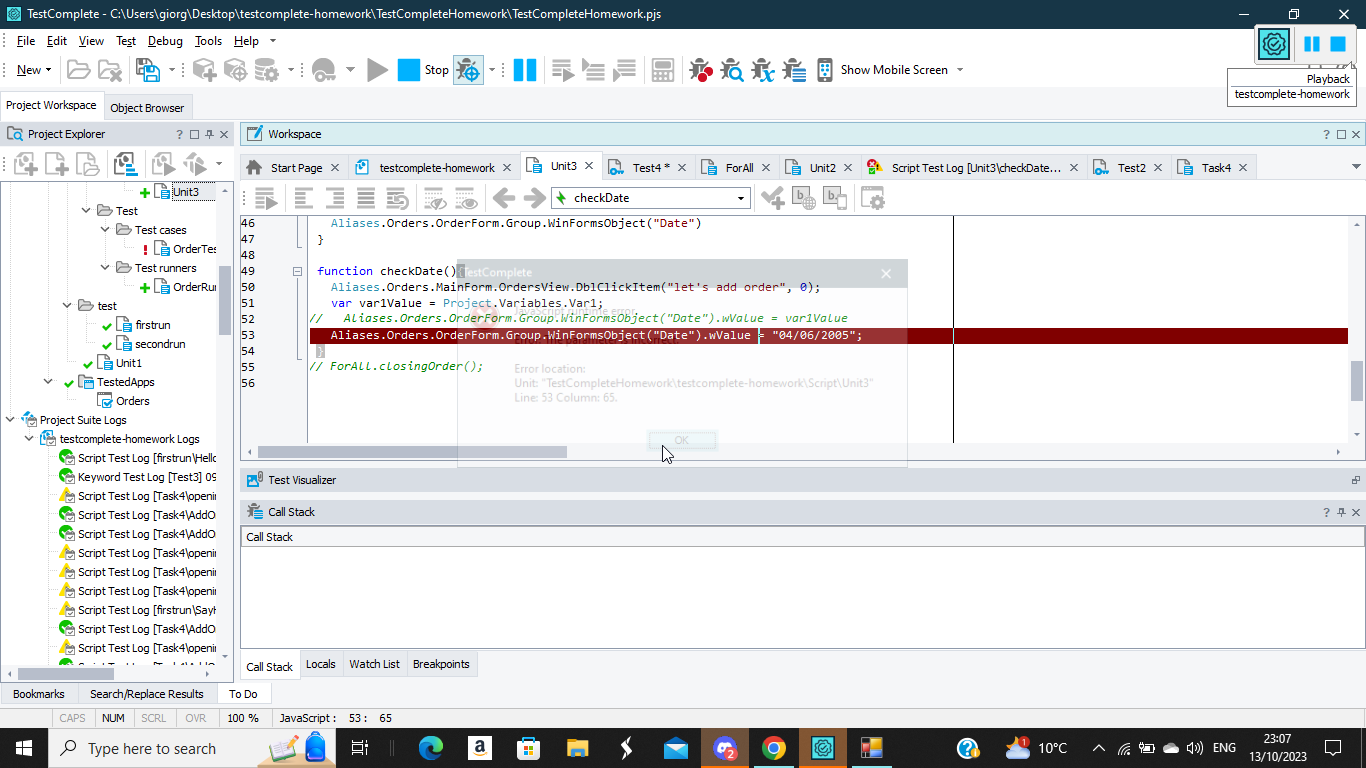 TestComplete - C:\Users\giorg\Desktop\testcomplete-homework\TestCompleteHomework\TestCompleteHomework.pjs
File Edit View Test Debug Tools Help
New Stop Show Mobile Screen
Playback
testcomplete-homework
Project Workspace Object Browser
Project Explorer
Workspace
Start Page testcomplete-homework Unit3 Test4 * ForAll Unit2 Script Test Log [Unit3\checkDate... Test2 Task4
checkDate
Unit3
Test
Test cases
OrderTes
Test runners
OrderRur
test
firstrun
secondrun
Unit1
TestedApps
Orders
Project Suite Logs
testcomplete-homework Logs
Script Test Log [firstrun\Hello
Keyword Test Log [Test3] 09
Script Test Log [Task4\openin
Script Test Log [Task4\AddO
Script Test Log [Task4\AddO
Script Test Log [Task4\openin
Script Test Log [Task4\openin
Script Test Log [Task4\openin
Script Test Log [firstrun\SayH
Script Test Log [Task4\AddO
Script Test Log [Task4\openin
46 Aliases.Orders.OrderForm.Group.WinFormsObject("Date")
47 }
48
49 function checkDate(){
50 Aliases.Orders.MainForm.OrdersView.DblClickItem("let's add order", 0);
51 var var1Value = Project.Variables.Var1;
52 // Aliases.Orders.OrderForm.Group.WinFormsObject("Date").wValue = var1Value
53 Aliases.Orders.OrderForm.Group.WinFormsObject("Date").wValue = "04/06/2005";
54 }
55 // ForAll.closingOrder();
56
TestComplete
JavaScript runtime error.
Error location:
Unit: "TestCompleteHomework\testcomplete-homework\Script\Unit3"
Line: 53 Column: 65.
OK
Test Visualizer
Call Stack
Call Stack
Call Stack Locals Watch List Breakpoints
Bookmarks Search/Replace Results To Do
CAPS NUM SCRL OVR 100 % JavaScript : 53 : 65
Type here to search
10°C
ENG
23:07
13/10/2023